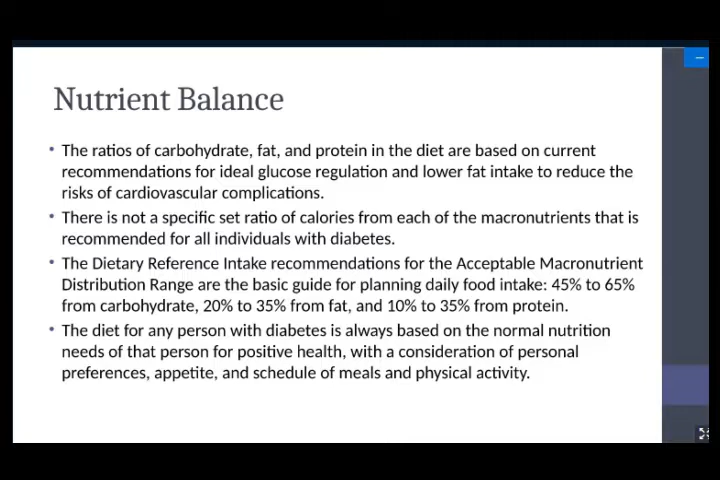 Nutrient Balance
• The ratios of carbohydrate, fat, and protein in the diet are based on current
recommendations for ideal glucose regulation and lower fat intake to reduce the
risks of cardiovascular complications.
• There is not a specific set ratio of calories from each of the macronutrients that is
recommended for all individuals with diabetes.
• The Dietary Reference Intake recommendations for the Acceptable Macronutrient
Distribution Range are the basic guide for planning daily food intake: 45% to 65%
from carbohydrate, 20% to 35% from fat, and 10% to 35% from protein.
• The diet for any person with diabetes is always based on the normal nutrition
needs of that person for positive health, with a consideration of personal
preferences, appetite, and schedule of meals and physical activity.